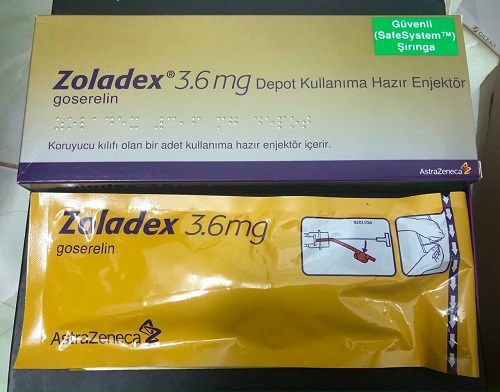 Güvenli
(SafeSystem™)
Şırınga
Zoladex® 3.6 mg Depot Kullanıma Hazır Enjektör
goserelin
Koruyucu kılıfı olan bir adet kullanıma hazır enjektör içerir.
AstraZeneca
Zoladex 3.6mg
goserelin
AstraZeneca